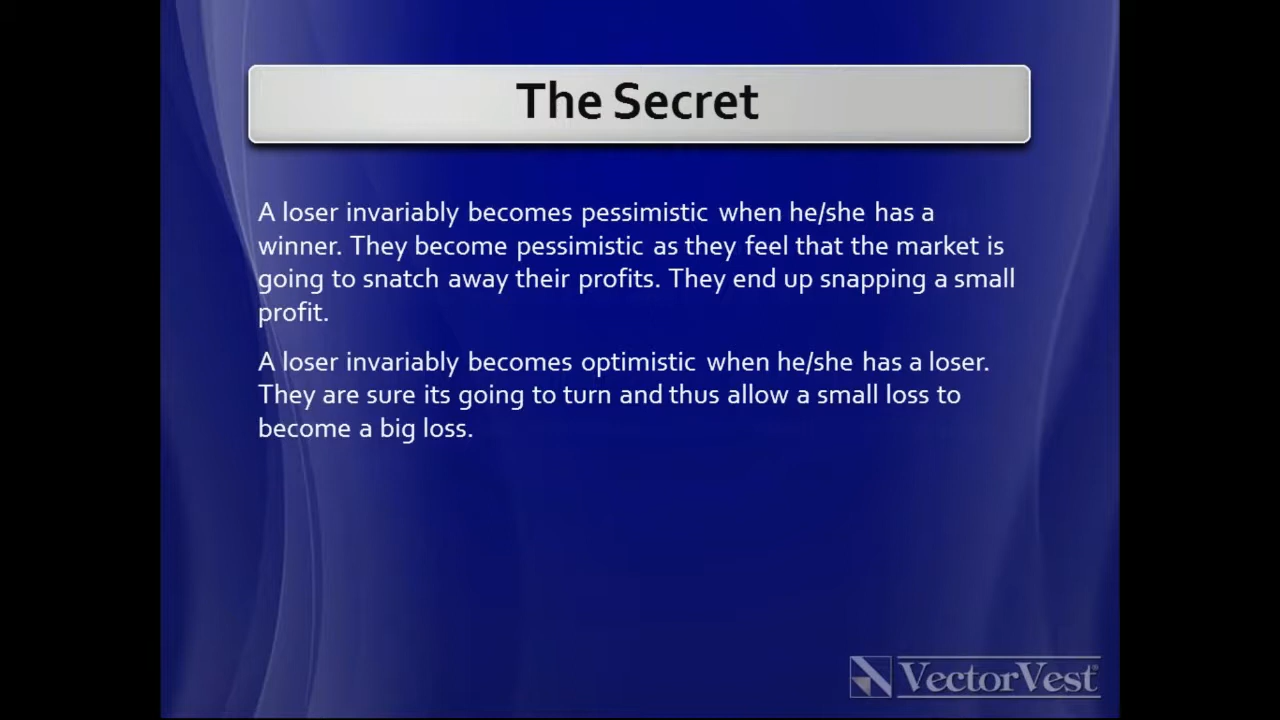 The Secret
A loser invariably becomes pessimistic when he/she has a
winner. They become pessimistic as they feel that the market is
going to snatch away their profits. They end up snapping a small
profit.
A loser invariably becomes optimistic when he/she has a loser.
They are sure its going to turn and thus allow a small loss to
become a big loss.
VectorVest®